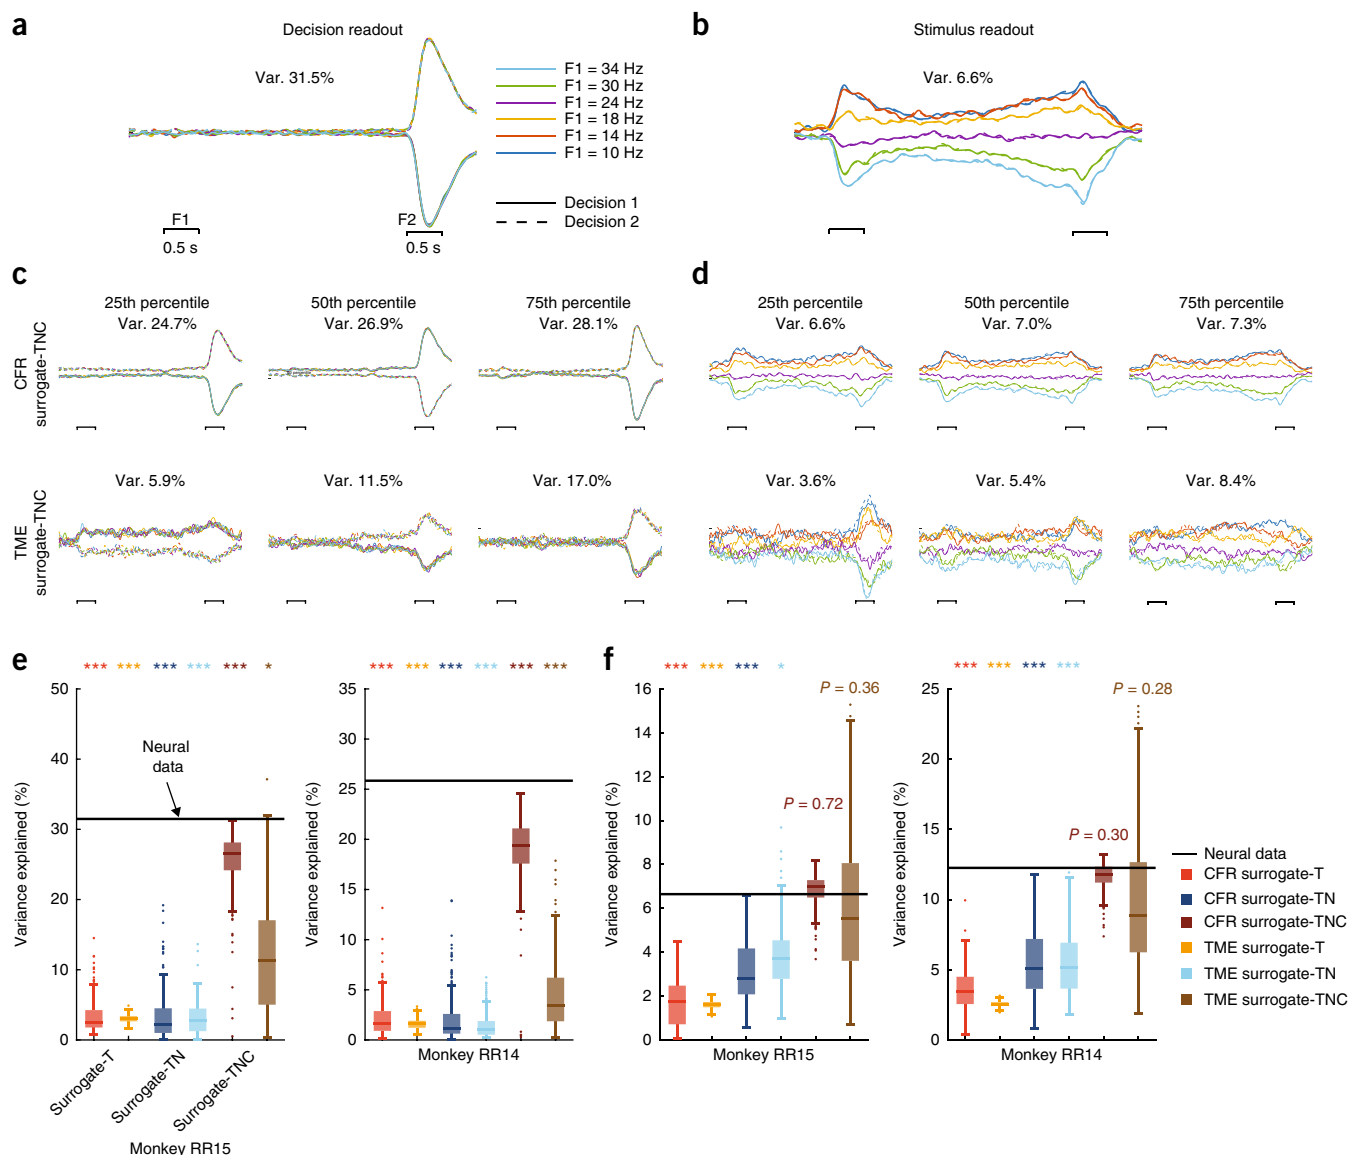 a
Decision readout
Var. 31.5%
F1 = 34 Hz
F1 = 30 Hz
F1 = 24 Hz
F1 = 18 Hz
F1 = 14 Hz
F1 = 10 Hz
Decision 1
Decision 2
F1
0.5 s
F2
0.5 s
b
Stimulus readout
Var. 6.6%
c
CFR
surrogate-TNC
25th percentile
Var. 24.7%
50th percentile
Var. 26.9%
75th percentile
Var. 28.1%
TME
surrogate-TNC
Var. 5.9%
Var. 11.5%
Var. 17.0%
d
25th percentile
Var. 6.6%
50th percentile
Var. 7.0%
75th percentile
Var. 7.3%
Var. 3.6%
Var. 5.4%
Var. 8.4%
e
*** *** *** *** *** *
Variance explained (%)
50
40
30
20
10
0
Neural
data
Surrogate-T
Surrogate-TN
Surrogate-TNC
Monkey RR15
*** *** *** *** *** ***
Variance explained (%)
35
30
25
20
15
10
5
0
Monkey RR14
f
*** *** *** *
Variance explained (%)
16
14
12
10
8
6
4
2
0
P = 0.36
P = 0.72
Monkey RR15
*** *** *** ***
Variance explained (%)
25
20
15
10
5
0
P = 0.28
P = 0.30
Monkey RR14
Neural data
CFR surrogate-T
CFR surrogate-TN
CFR surrogate-TNC
TME surrogate-T
TME surrogate-TN
TME surrogate-TNC